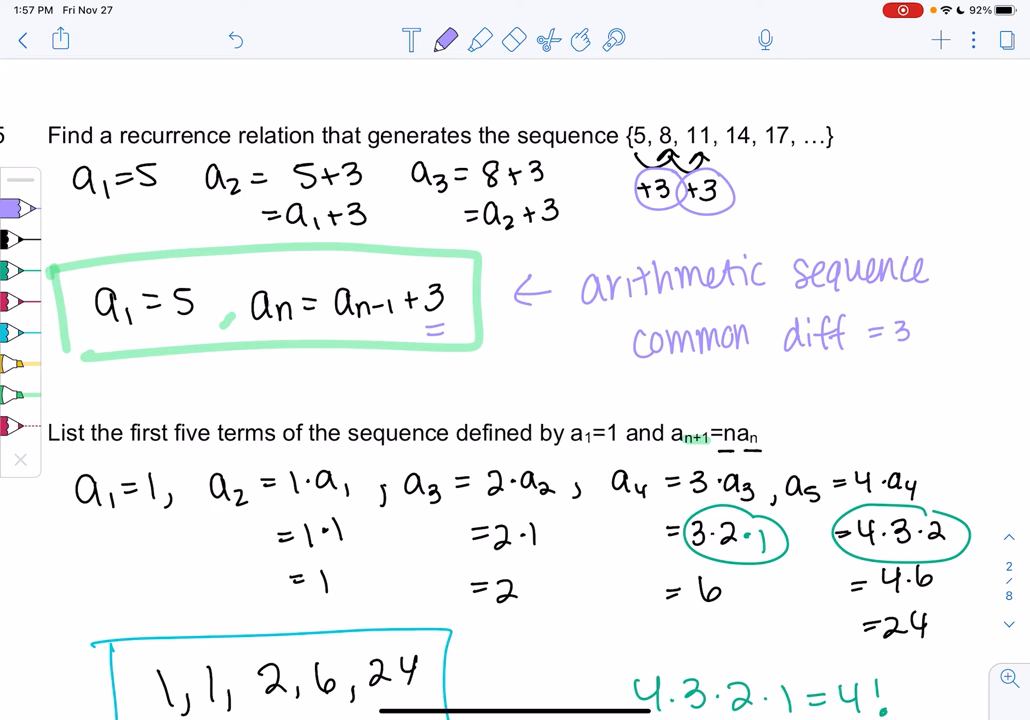 1:57 PM Fri Nov 27
92%
T
5 Find a recurrence relation that generates the sequence {5, 8, 11, 14, 17, …}
a₁=5 a₂ = 5+3 a₃ = 8+3 +3 +3
=a₁+3 =a₂+3
a₁ = 5 , aₙ = aₙ₋₁ + 3 ← arithmetic sequence
common diff = 3
List the first five terms of the sequence defined by a₁=1 and aₙ₊₁=naₙ
a₁=1, a₂ = 1·a₁ , a₃ = 2·a₂ , a₄ = 3·a₃ , a₅ = 4·a₄
=1·1 =2·1 = 3·2·1 =4·3·2
= 1 =2 = 6 = 4·6
=24
2
/
8
1, 1, 2, 6, 24 4·3·2·1=4!